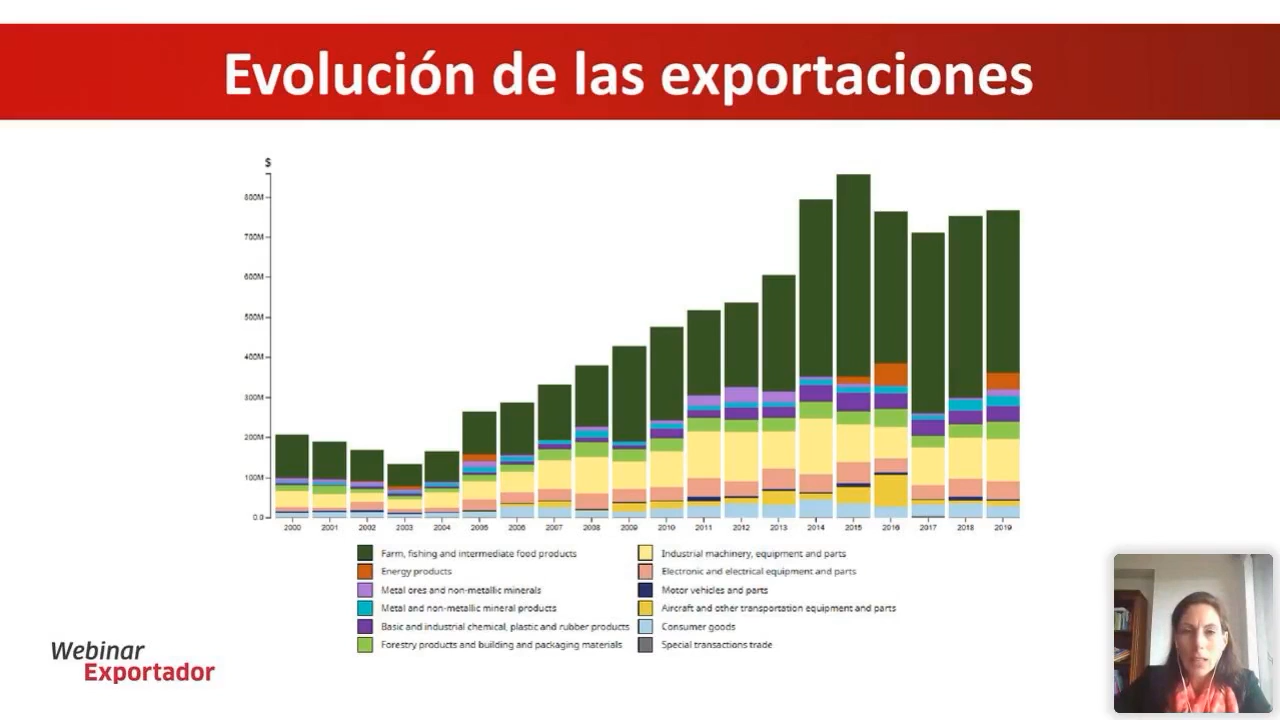 Evolución de las exportaciones
$
800M
700M
600M
500M
400M
300M
200M
100M
0.0
2000 2001 2002 2003 2004 2005 2006 2007 2008 2009 2010 2011 2012 2013 2014 2015 2016 2017 2018 2019
Farm, fishing and intermediate food products
Energy products
Metal ores and non-metallic minerals
Metal and non-metallic mineral products
Basic and industrial chemical, plastic and rubber products
Forestry products and building and packaging materials
Industrial machinery, equipment and parts
Electronic and electrical equipment and parts
Motor vehicles and parts
Aircraft and other transportation equipment and parts
Consumer goods
Special transactions trade
Webinar
Exportador